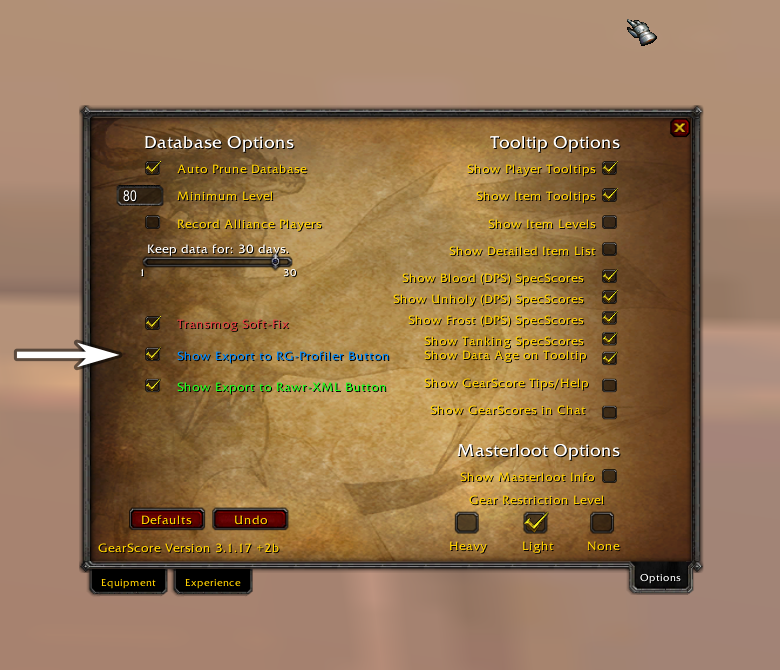 Database Options
Auto Prune Database
80 Minimum Level
Record Alliance Players
Keep data for: 30 days.
1 30
Transmog Soft-Fix
Show Export to RG-Profiler Button
Show Export to Rawr-XML Button
Tooltip Options
Show Player Tooltips
Show Item Tooltips
Show Item Levels
Show Detailed Item List
Show Blood (DPS) SpecScores
Show Unholy (DPS) SpecScores
Show Frost (DPS) SpecScores
Show Tanking SpecScores
Show Data Age on Tooltip
Show GearScore Tips/Help
Show GearScores in Chat
Masterloot Options
Show Masterloot Info
Gear Restriction Level
Heavy Light None
Defaults Undo
GearScore Version 3.1.17 +2b
Equipment Experience Options